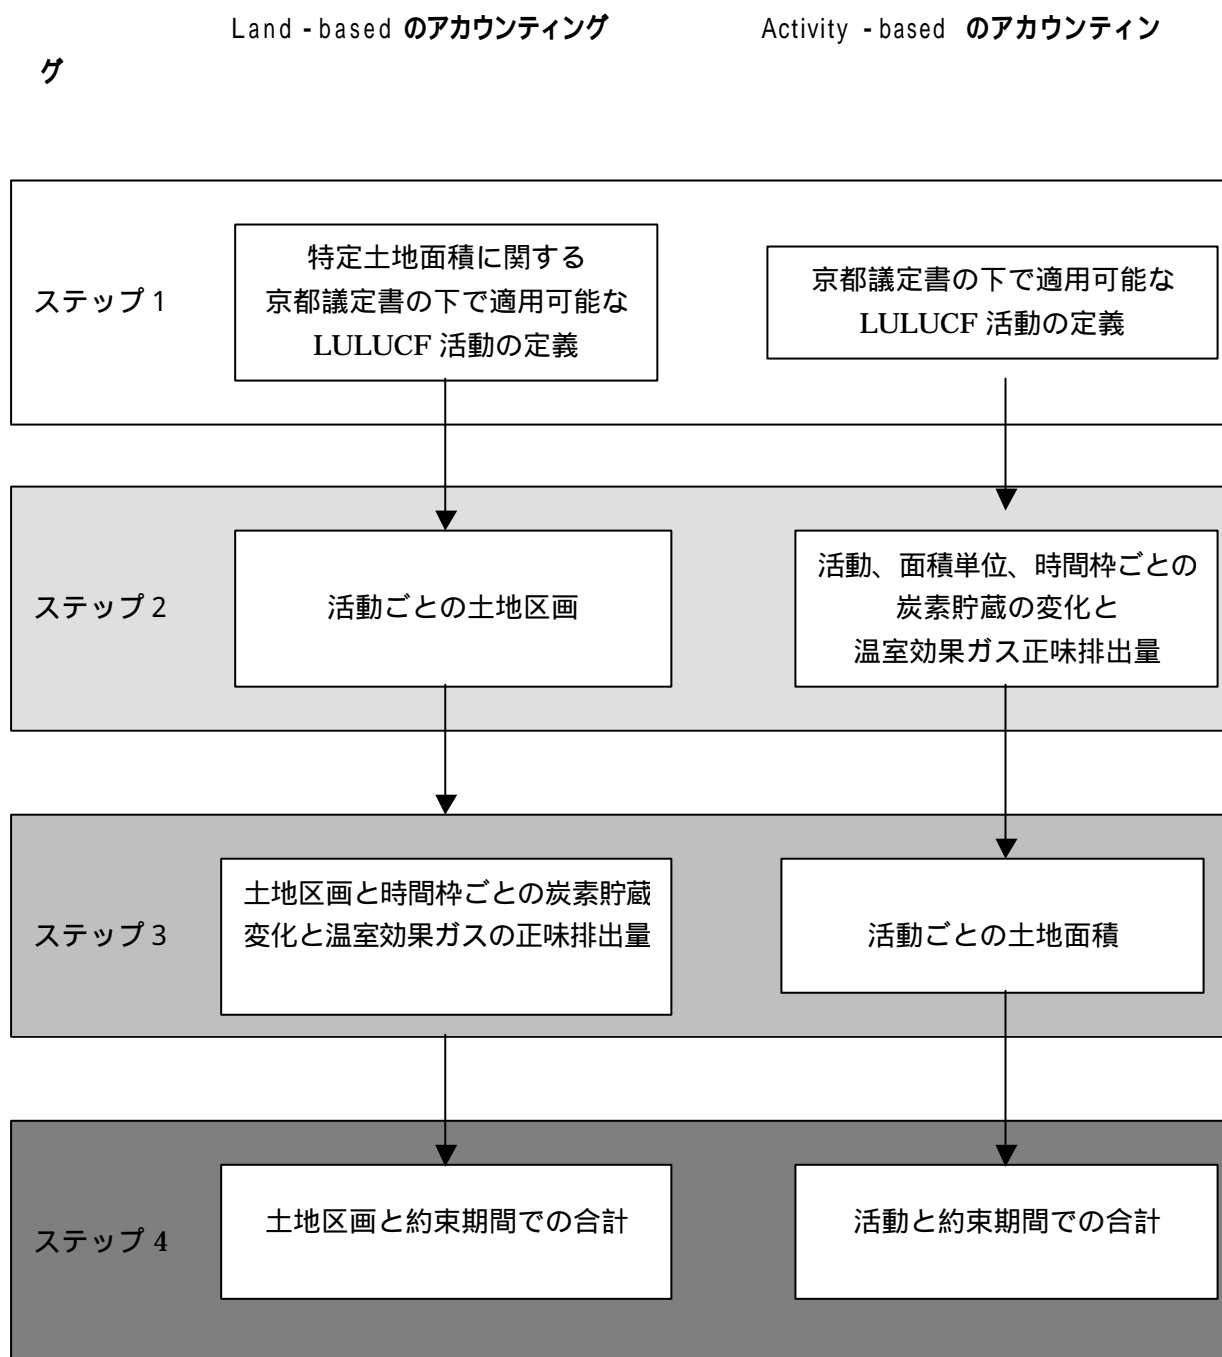 Land - based のアカウンティング
Activity - based のアカウンティン
グ
ステップ 1
特定土地面積に関する
京都議定書の下で適用可能な
LULUCF 活動の定義
京都議定書の下で適用可能な
LULUCF 活動の定義
ステップ 2
活動ごとの土地区画
活動、面積単位、時間枠ごとの
炭素貯蔵の変化と
温室効果ガス正味排出量
ステップ 3
土地区画と時間枠ごとの炭素貯蔵
変化と温室効果ガスの正味排出量
活動ごとの土地面積
ステップ 4
土地区画と約束期間での合計
活動と約束期間での合計